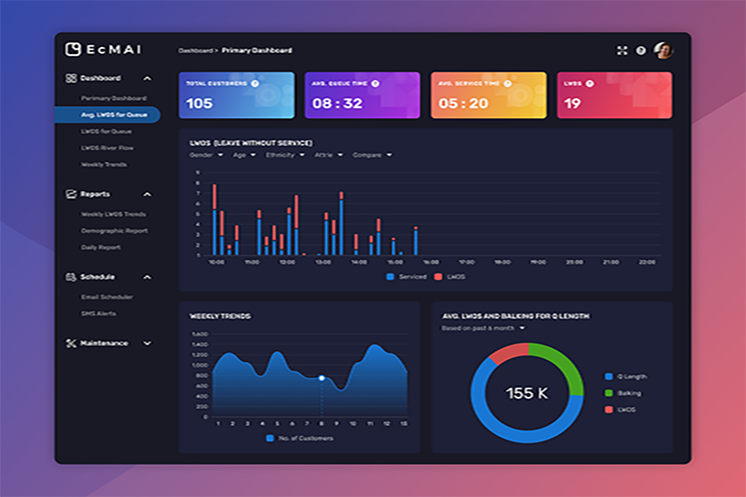 EcMAI
Dashboard > Primary Dashboard
Dashboard
Perimary Dashboard
Avg. LWOS for Queue
LWOS for Queue
LWOS River Flow
Weekly Trends
Reports
Weekly LWOS Trends
Demographic Report
Daily Report
Schedule
Email Scheduler
SMS Alerts
Maintenance
TOTAL CUSTOMERS ?
105
AVG. QUEUE TIME ?
08 : 32
AVG. SERVICE TIME ?
05 : 20
LWOS ?
19
LWOS (LEAVE WITHOUT SERVICE)
Gender Age Ethnicity Attrie Compare
9
8
7
6
5
4
3
2
1
10:00 11:00 12:00 13:00 14:00 15:00 16:00 17:00 18:00 19:00 20:00 21:00 22:00
Serviced LWOS
WEEKLY TRENDS
1,600
1,400
1,200
1,000
800
600
400
200
0
1 2 3 4 5 6 7 8 9 10 11 12 13
No. of Customers
AVG. LWOS AND BALKING FOR Q LENGTH
Based on past 6 month
155 K
Q Length
Balking
LWOS